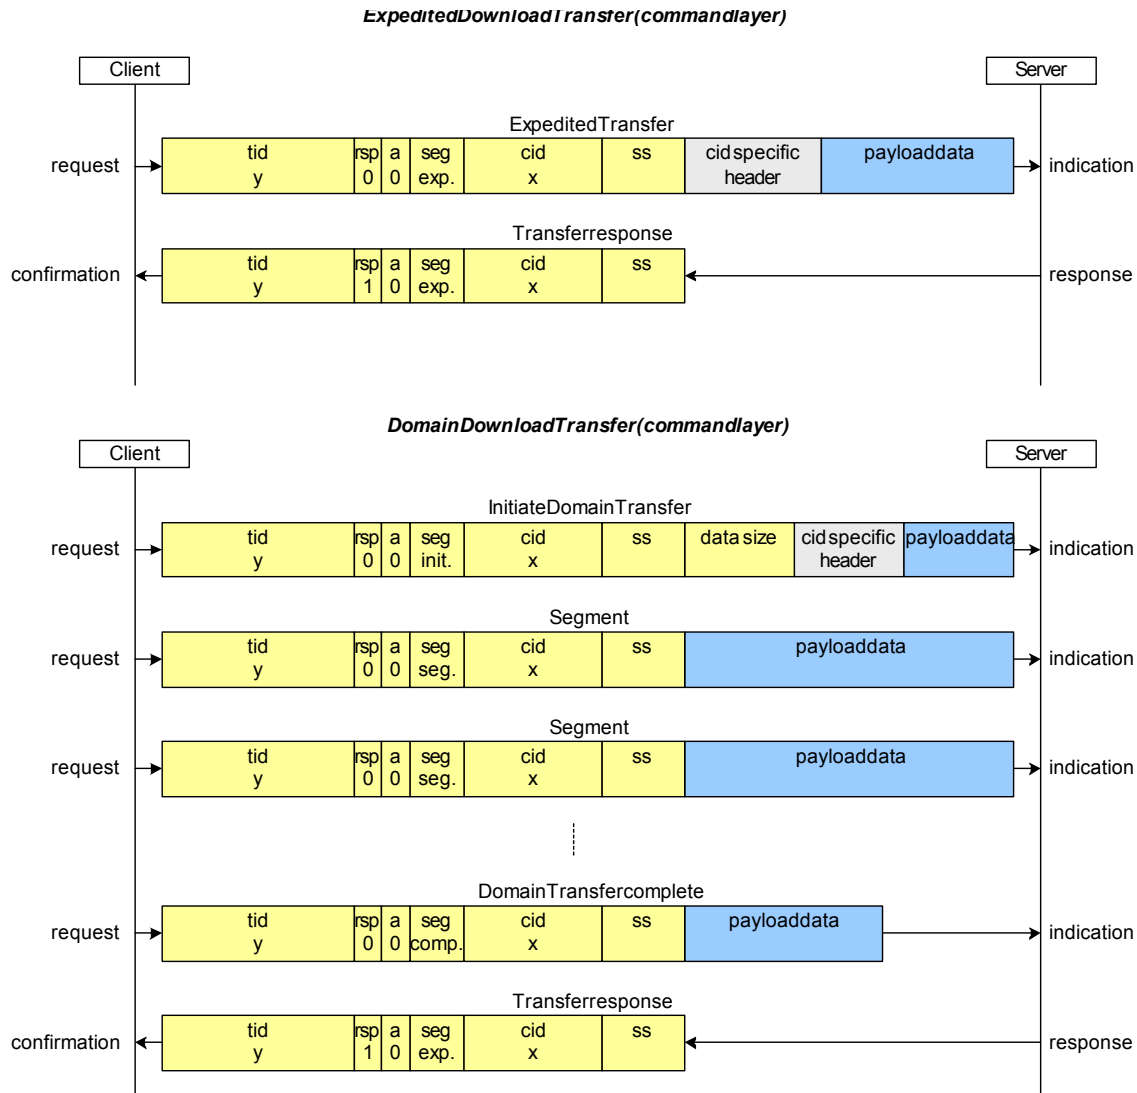 ExpeditedDownloadTransfer(commandlayer)
Client Server
ExpeditedTransfer
request tid rsp a seg cid ss cid specific payloaddata indication
y 0 0 exp. x header
Transferresponse
confirmation tid rsp a seg cid ss response
y 1 0 exp. x
DomainDownloadTransfer(commandlayer)
Client Server
InitiateDomainTransfer
request tid rsp a seg cid ss data size cid specific payloaddata indication
y 0 0 init. x header
Segment
request tid rsp a seg cid ss payloaddata indication
y 0 0 seg. x
Segment
request tid rsp a seg cid ss payloaddata indication
y 0 0 seg. x
DomainTransfercomplete
request tid rsp a seg cid ss payloaddata indication
y 0 0 comp. x
Transferresponse
confirmation tid rsp a seg cid ss response
y 1 0 exp. x